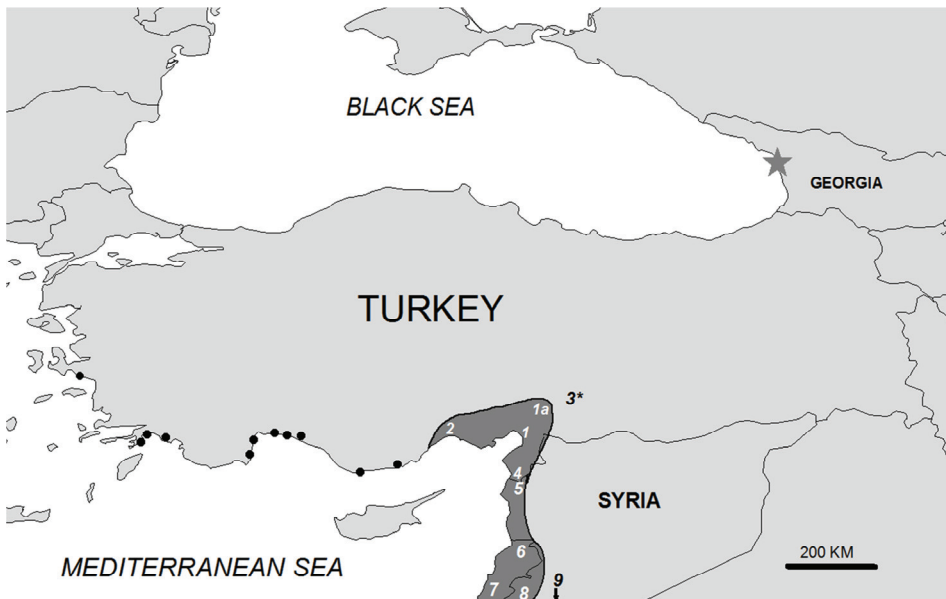 BLACK SEA
GEORGIA
TURKEY
3*
1a
2
1
4
5
SYRIA
6
200 KM
MEDITERRANEAN SEA
7
8
9